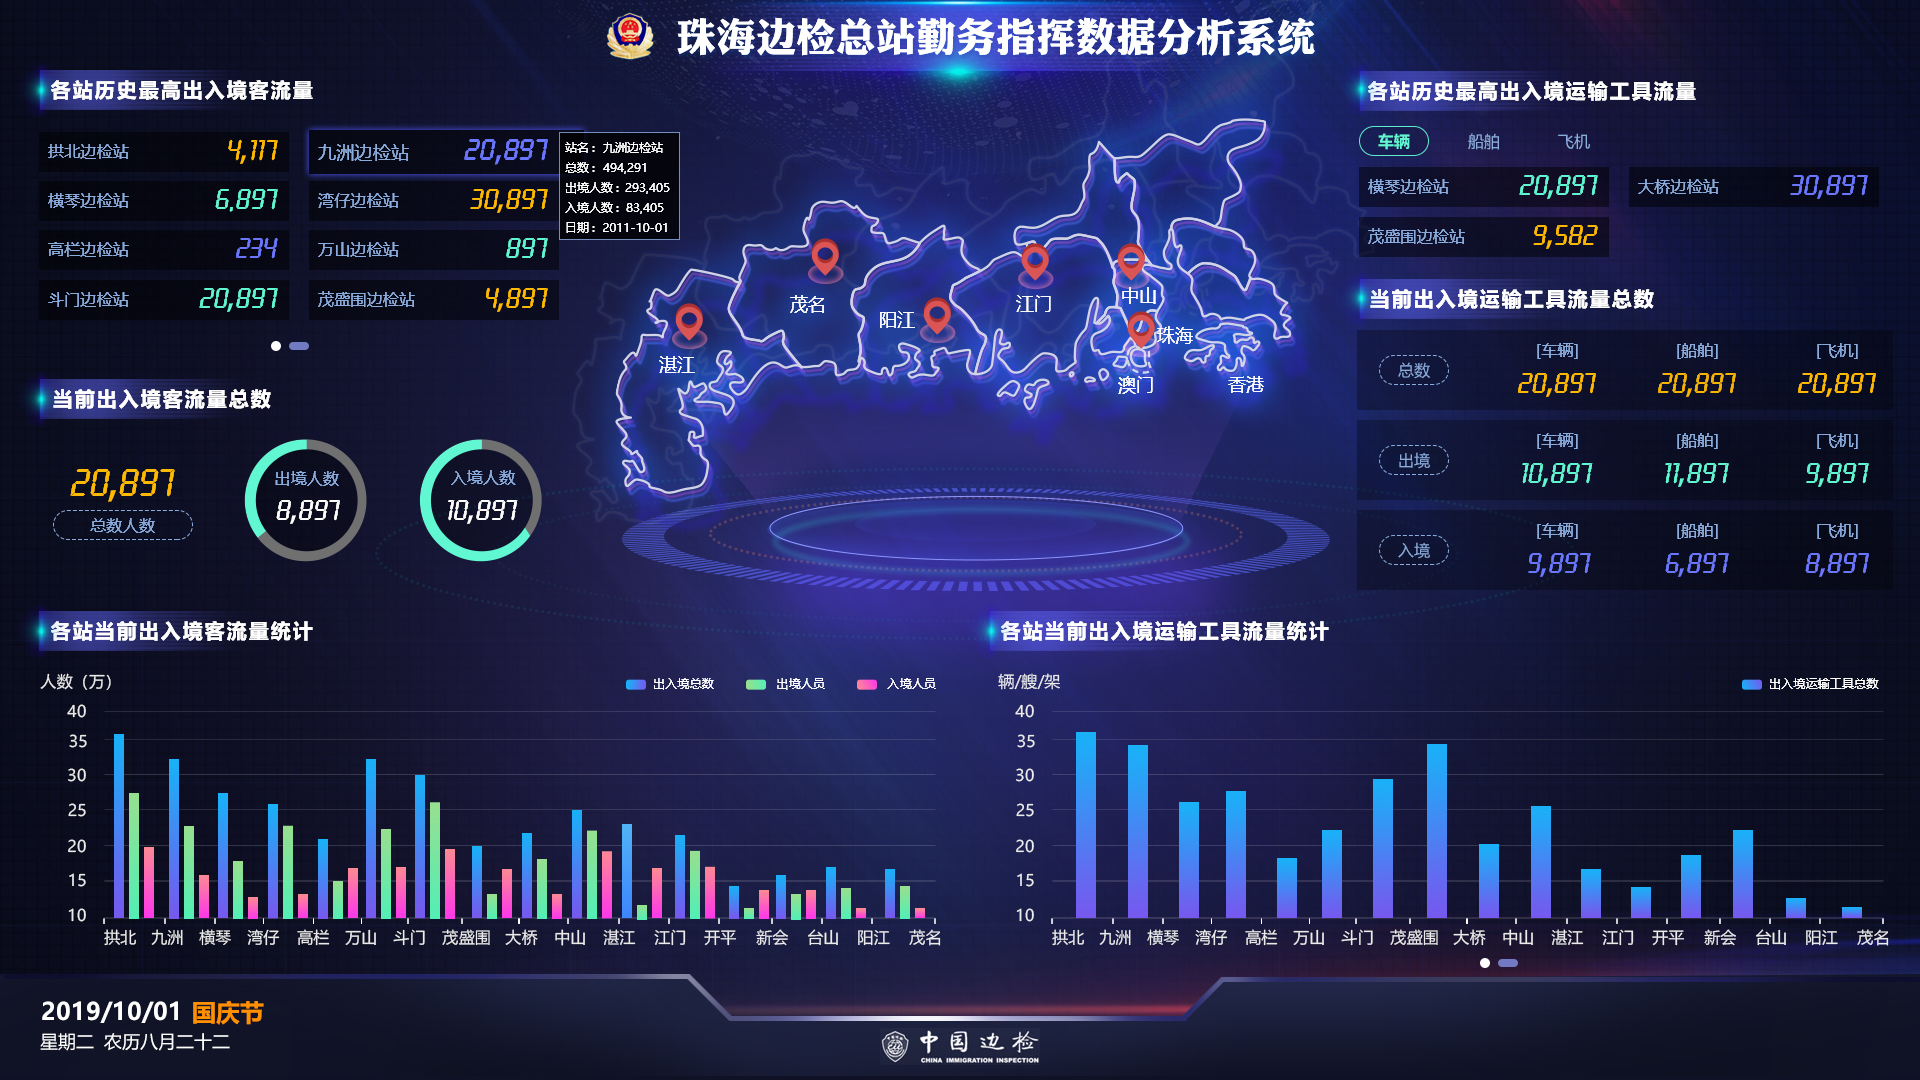 珠海边检总站勤务指挥数据分析系统
各站历史最高出入境客流量
拱北边检站 4,117
九洲边检站 20,897
横琴边检站 6,897
湾仔边检站 30,897
高栏边检站 234
万山边检站 897
斗门边检站 20,897
茂盛围边检站 4,897
站名：九洲边检站
总数：494,291
出境人数：293,405
入境人数：83,405
日期：2011-10-01
当前出入境客流量总数
20,897
总数人数
出境人数
8,897
入境人数
10,897
茂名
阳江
江门
中山
珠海
湛江
澳门
香港
各站历史最高出入境运输工具流量
车辆 船舶 飞机
横琴边检站 20,897
大桥边检站 30,897
茂盛围边检站 9,582
当前出入境运输工具流量总数
总数
[车辆] [船舶] [飞机]
20,897 20,897 20,897
出境
[车辆] [船舶] [飞机]
10,897 11,897 9,897
入境
[车辆] [船舶] [飞机]
9,897 6,897 8,897
各站当前出入境客流量统计
人数（万）
出入境总数 出境人员 入境人员
40
35
30
25
20
15
10
拱北 九洲 横琴 湾仔 高栏 万山 斗门 茂盛围 大桥 中山 湛江 江门 开平 新会 台山 阳江 茂名
各站当前出入境运输工具流量统计
辆/艘/架
出入境运输工具总数
40
35
30
25
20
15
10
拱北 九洲 横琴 湾仔 高栏 万山 斗门 茂盛围 大桥 中山 湛江 江门 开平 新会 台山 阳江 茂名
2019/10/01 国庆节
星期二 农历八月二十二
中国边检
CHINA IMMIGRATION INSPECTION